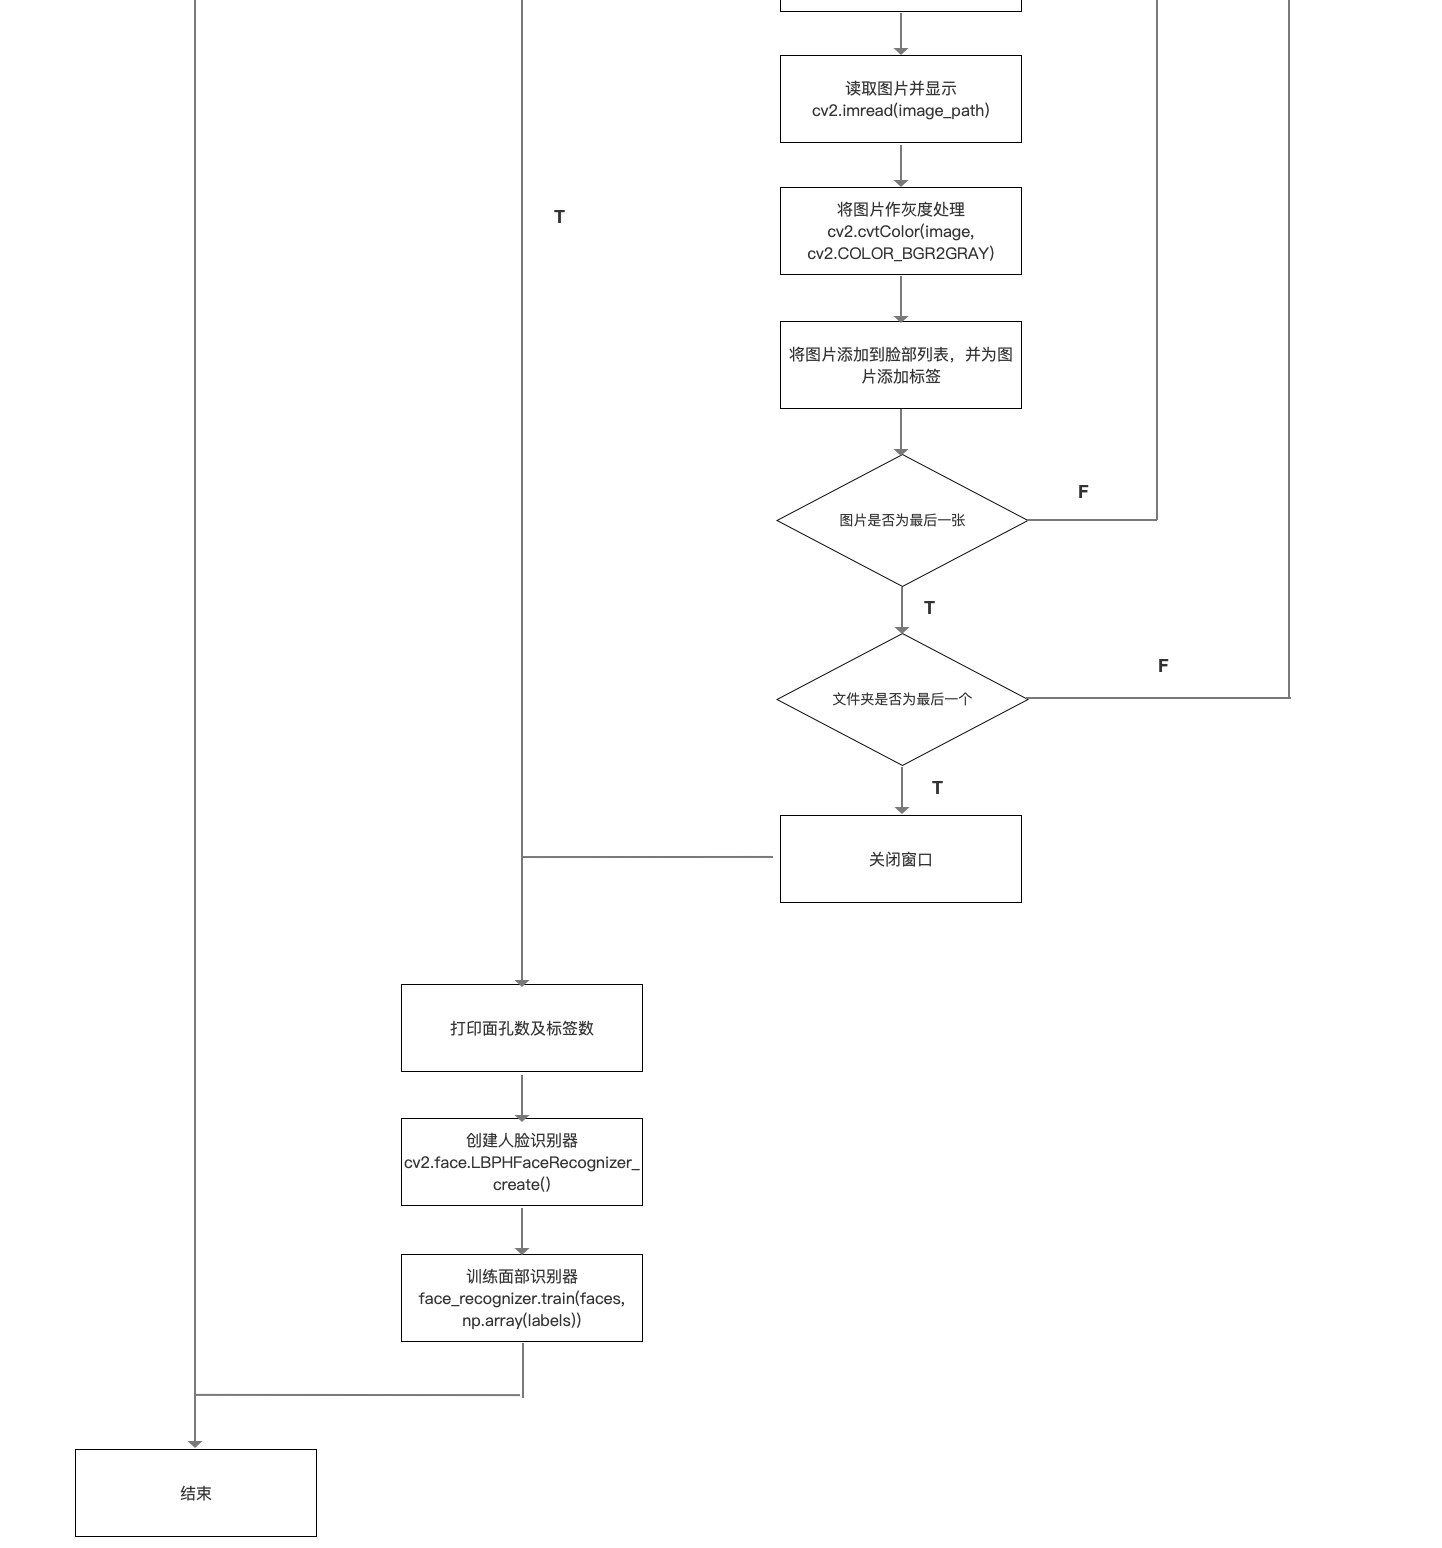 读取图片并显示
cv2.imread(image_path)
T
将图片作灰度处理
cv2.cvtColor(image,
cv2.COLOR_BGR2GRAY)
将图片添加到脸部列表，并为图
片添加标签
F
图片是否为最后一张
T
F
文件夹是否为最后一个
T
关闭窗口
打印面孔数及标签数
创建人脸识别器
cv2.face.LBPHFaceRecognizer_
create()
训练面部识别器
face_recognizer.train(faces,
np.array(labels))
结束